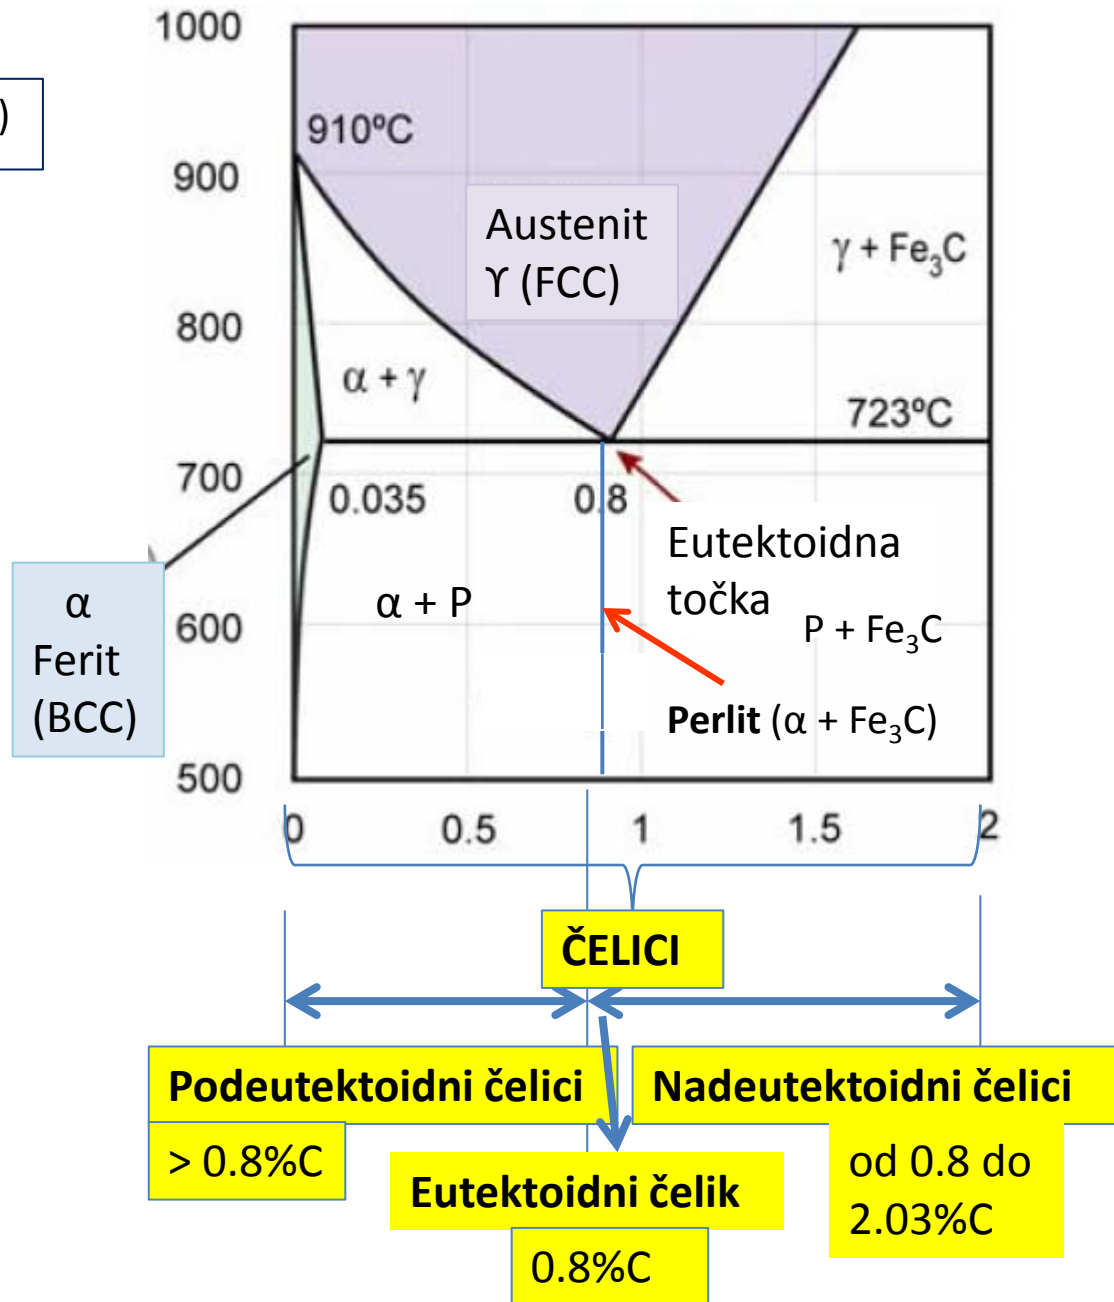 1000
)
910ºC
900
Austenit
ϒ (FCC)
γ + Fe₃C
800
α + γ
723ºC
700
0.035
0.8
Eutektoidna
točka
α + P
α
Ferit
(BCC)
600
P + Fe₃C
Perlit (α + Fe₃C)
500
0
0.5
1
1.5
2
ČELICI
Podeutektoidni čelici
Nadeutektoidni čelici
> 0.8%C
od 0.8 do
2.03%C
Eutektoidni čelik
0.8%C